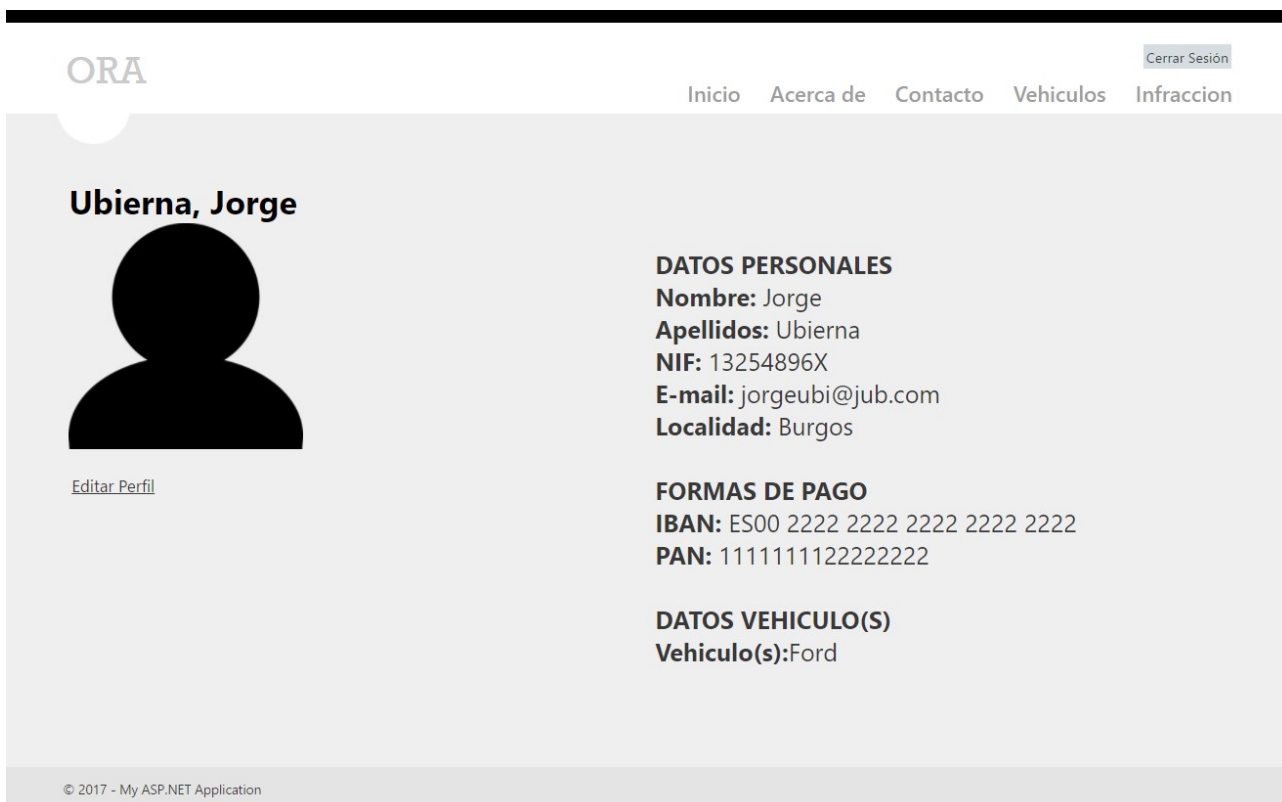 ORA
Cerrar Sesión
Inicio Acerca de Contacto Vehiculos Infraccion
Ubierna, Jorge
Editar Perfil
DATOS PERSONALES
Nombre: Jorge
Apellidos: Ubierna
NIF: 13254896X
E-mail: jorgeubi@jub.com
Localidad: Burgos
FORMAS DE PAGO
IBAN: ES00 2222 2222 2222 2222 2222
PAN: 1111111122222222
DATOS VEHICULO(S)
Vehiculo(s):Ford
© 2017 - My ASP.NET Application